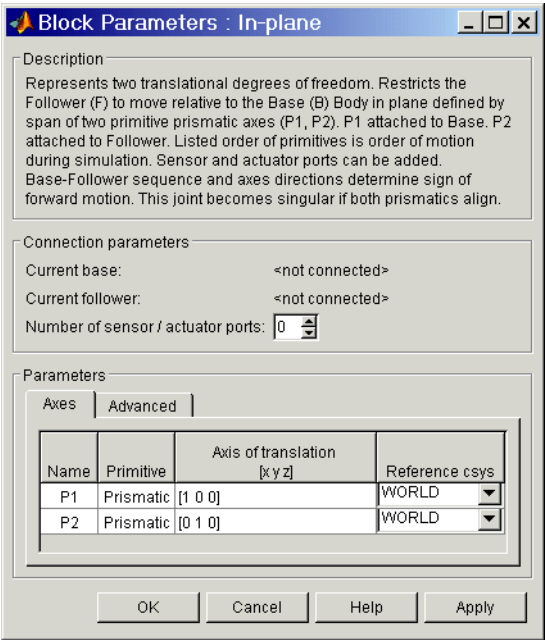 Block Parameters : In-plane
Description
Represents two translational degrees of freedom. Restricts the
Follower (F) to move relative to the Base (B) Body in plane defined by
span of two primitive prismatic axes (P1, P2). P1 attached to Base. P2
attached to Follower. Listed order of primitives is order of motion
during simulation. Sensor and actuator ports can be added.
Base-Follower sequence and axes directions determine sign of
forward motion. This joint becomes singular if both prismatics align.
Connection parameters
Current base: <not connected>
Current follower: <not connected>
Number of sensor / actuator ports: 0
Parameters
Axes Advanced
Name Primitive Axis of translation [x y z] Reference csys
P1 Prismatic [1 0 0] WORLD
P2 Prismatic [0 1 0] WORLD
OK Cancel Help Apply